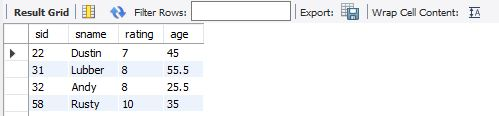 Result Grid Filter Rows: Export: Wrap Cell Content:
sid sname rating age
22 Dustin 7 45
31 Lubber 8 55.5
32 Andy 8 25.5
58 Rusty 10 35